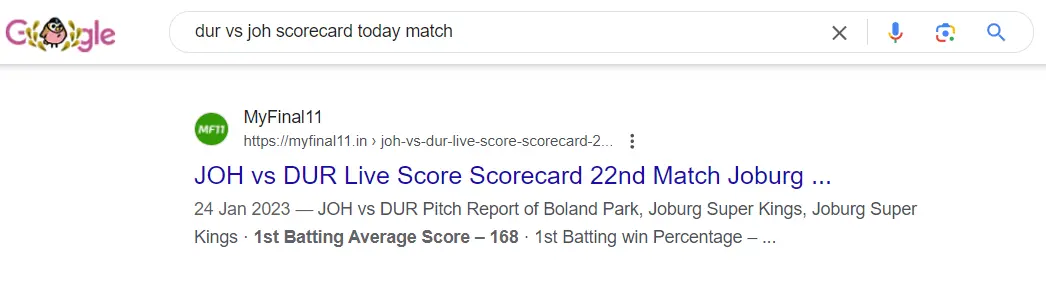 Google
dur vs joh scorecard today match
MF11
MyFinal11
https://myfinal11.in › joh-vs-dur-live-score-scorecard-2...
JOH vs DUR Live Score Scorecard 22nd Match Joburg ...
24 Jan 2023 — JOH vs DUR Pitch Report of Boland Park, Joburg Super Kings, Joburg Super
Kings · 1st Batting Average Score – 168 · 1st Batting win Percentage – ...